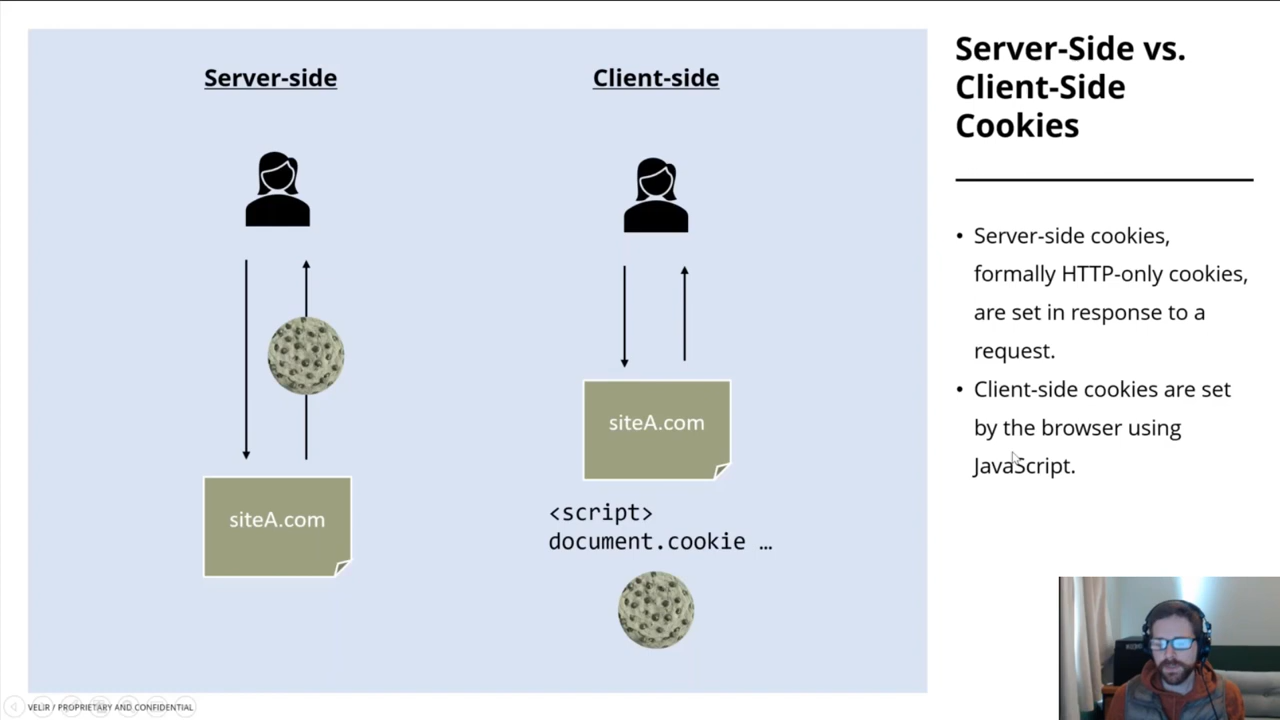 Server-Side vs.
Client-Side
Cookies
Server-side
Client-side
siteA.com
siteA.com
<script>
document.cookie …
• Server-side cookies,
formally HTTP-only cookies,
are set in response to a
request.
• Client-side cookies are set
by the browser using
JavaScript.
VELIR / PROPRIETARY AND CONFIDENTIAL